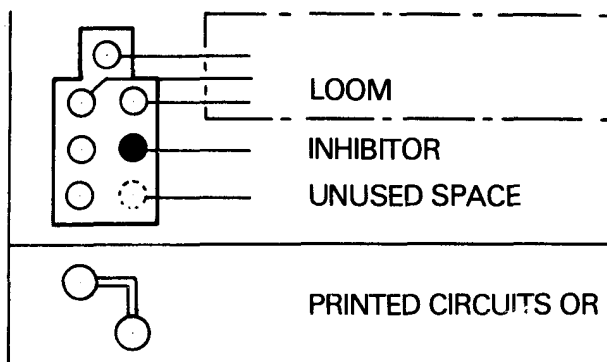 LOOM
INHIBITOR
UNUSED SPACE
PRINTED CIRCUITS OR